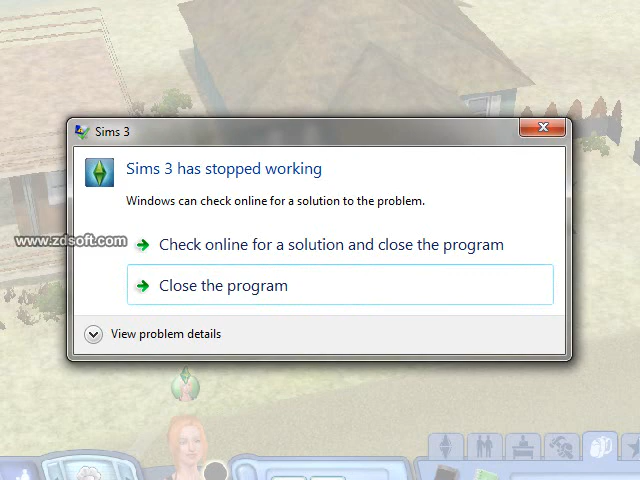 Sims 3
Sims 3 has stopped working
Windows can check online for a solution to the problem.
www.zdsoft.com
Check online for a solution and close the program
Close the program
View problem details